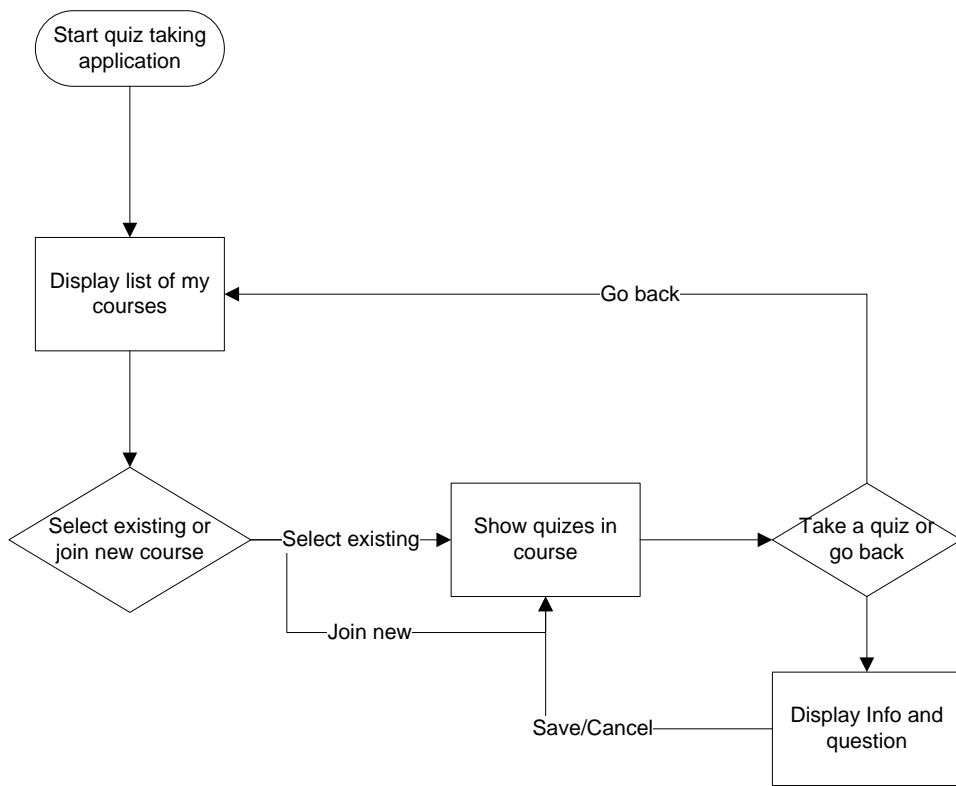 Start quiz taking
application
Display list of my
courses
Go back
Select existing or
join new course
Select existing
Show quizes in
course
Take a quiz or
go back
Join new
Save/Cancel
Display Info and
question